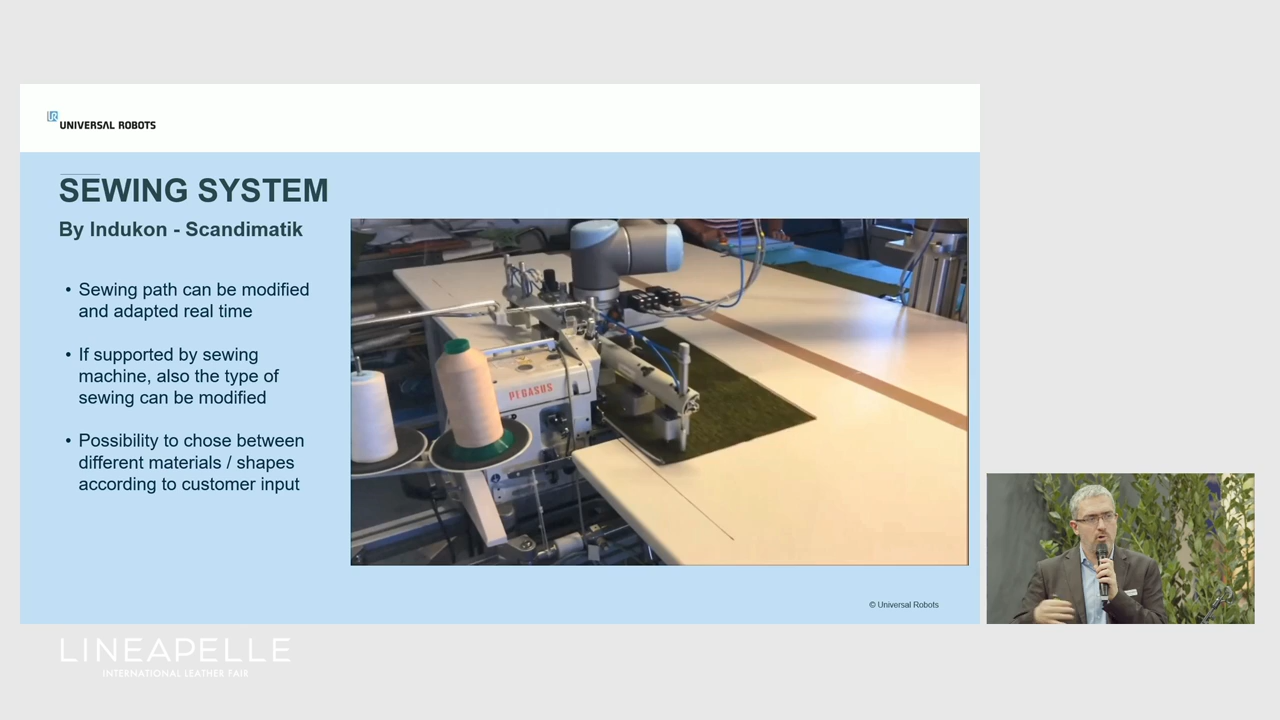 UNIVERSAL ROBOTS
SEWING SYSTEM
By Indukon - Scandimatik
• Sewing path can be modified
and adapted real time
• If supported by sewing
machine, also the type of
sewing can be modified
• Possibility to chose between
different materials / shapes
according to customer input
PEGASUS
© Universal Robots
LINEAPELLE
INTERNATIONAL LEATHER FAIR